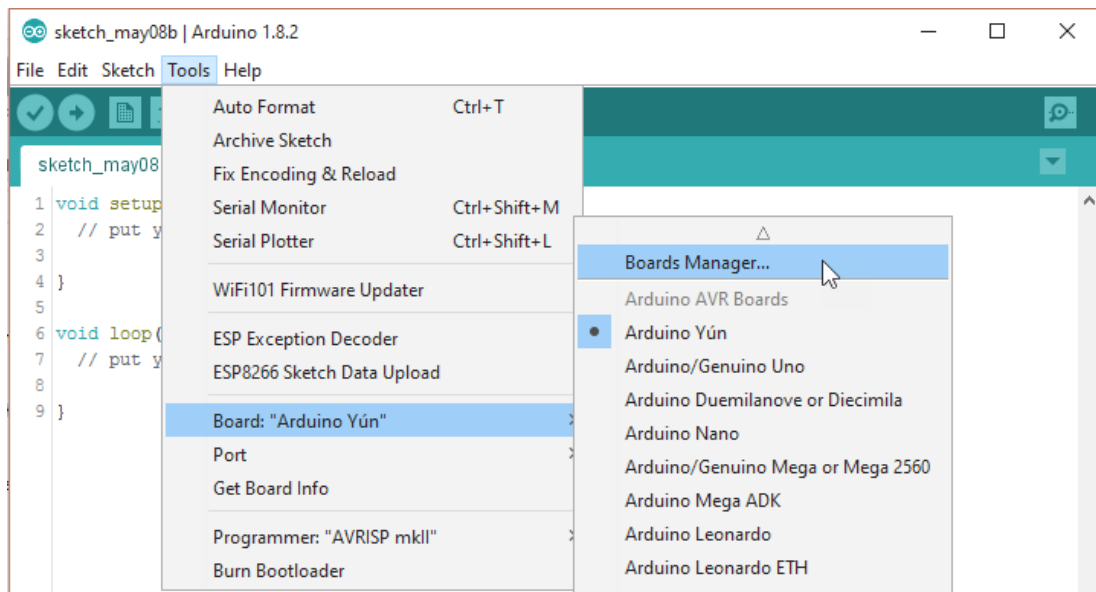 sketch_may08b | Arduino 1.8.2
File Edit Sketch Tools Help
sketch_may08
1 void setup
2 // put y
3
4 }
5
6 void loop(
7 // put y
8
9 }
Auto Format Ctrl+T
Archive Sketch
Fix Encoding & Reload
Serial Monitor Ctrl+Shift+M
Serial Plotter Ctrl+Shift+L
WiFi101 Firmware Updater
ESP Exception Decoder
ESP8266 Sketch Data Upload
Board: "Arduino Yún"
Port
Get Board Info
Programmer: "AVRISP mkII"
Burn Bootloader
Boards Manager...
Arduino AVR Boards
Arduino Yún
Arduino/Genuino Uno
Arduino Duemilanove or Diecimila
Arduino Nano
Arduino/Genuino Mega or Mega 2560
Arduino Mega ADK
Arduino Leonardo
Arduino Leonardo ETH